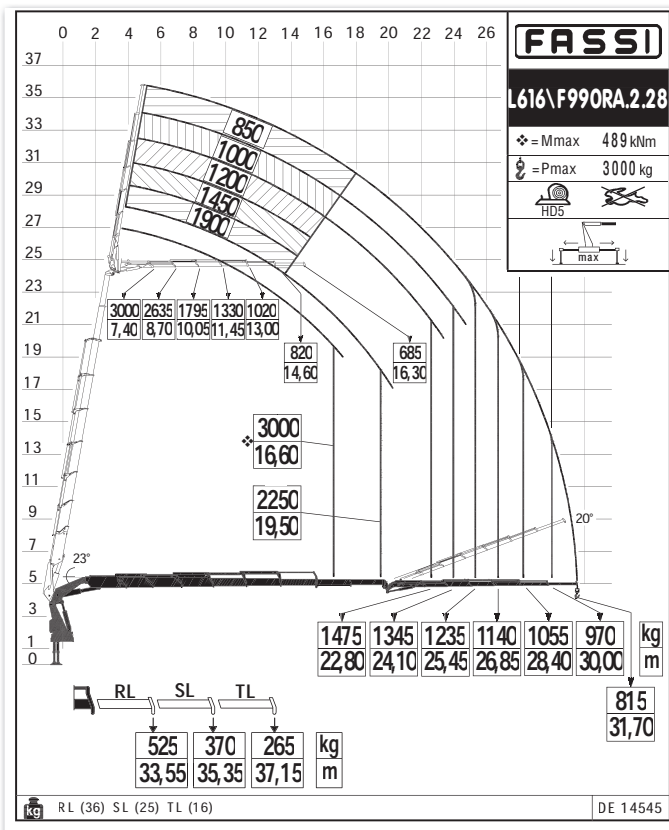 0 2 4 6 8 10 12 14 16 18 20 22 24 26
FASSI
37
35
33
31
29
27
25
23
21
19
17
15
13
11
9
7
5
3
1
0
L616\F990RA.2.28
❖ = Mmax 489 kNm
= Pmax 3000 kg
HD5
max
850
1000
1200
1450
1900
3000 2635 1795 1330 1020
7,40 8,70 10,05 11,45 13,00
820
14,60
685
16,30
❖ 3000
16,60
2250
19,50
20°
23°
1475 1345 1235 1140 1055 970 kg
22,80 24,10 25,45 26,85 28,40 30,00 m
815
31,70
RL SL TL
525 370 265 kg
33,55 35,35 37,15 m
kg RL (36) SL (25) TL (16) DE 14545